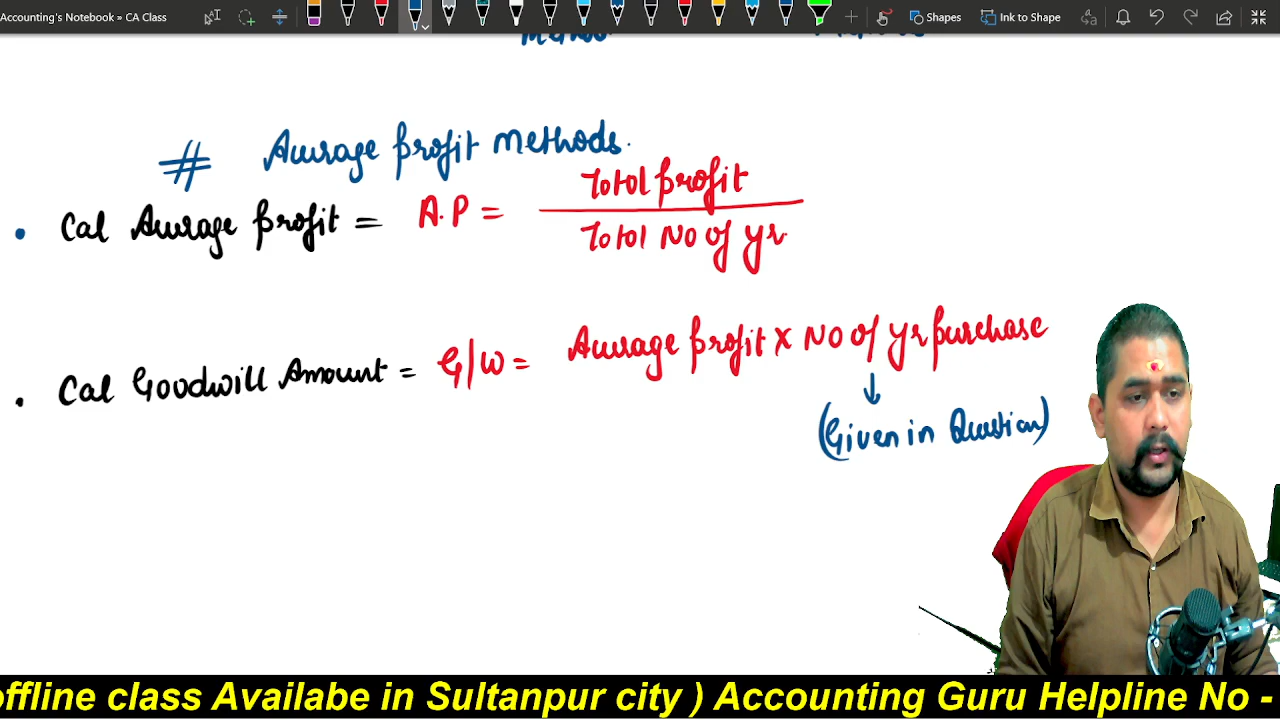 Accounting's Notebook » CA Class
Shapes
Ink to Shape
# Average profit methods.
• Cal Average profit = A.P = Total profit
Total No of yr
• Cal Goodwill Amount = G/W = Average profit x No of yr purchase
(Given in Question)
offline class Availabe in Sultanpur city ) Accounting Guru Helpline No -